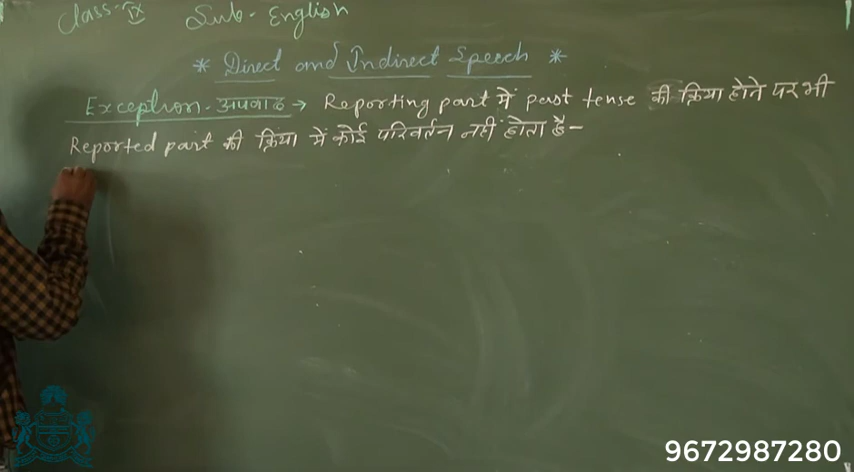 Class-IX Sub- English
* Direct and Indirect Speech *
Exception - अपवाद → Reporting part में past tense की क्रिया होने पर भी
Reported part की क्रिया में कोई परिवर्तन नहीं होता है-
9672987280